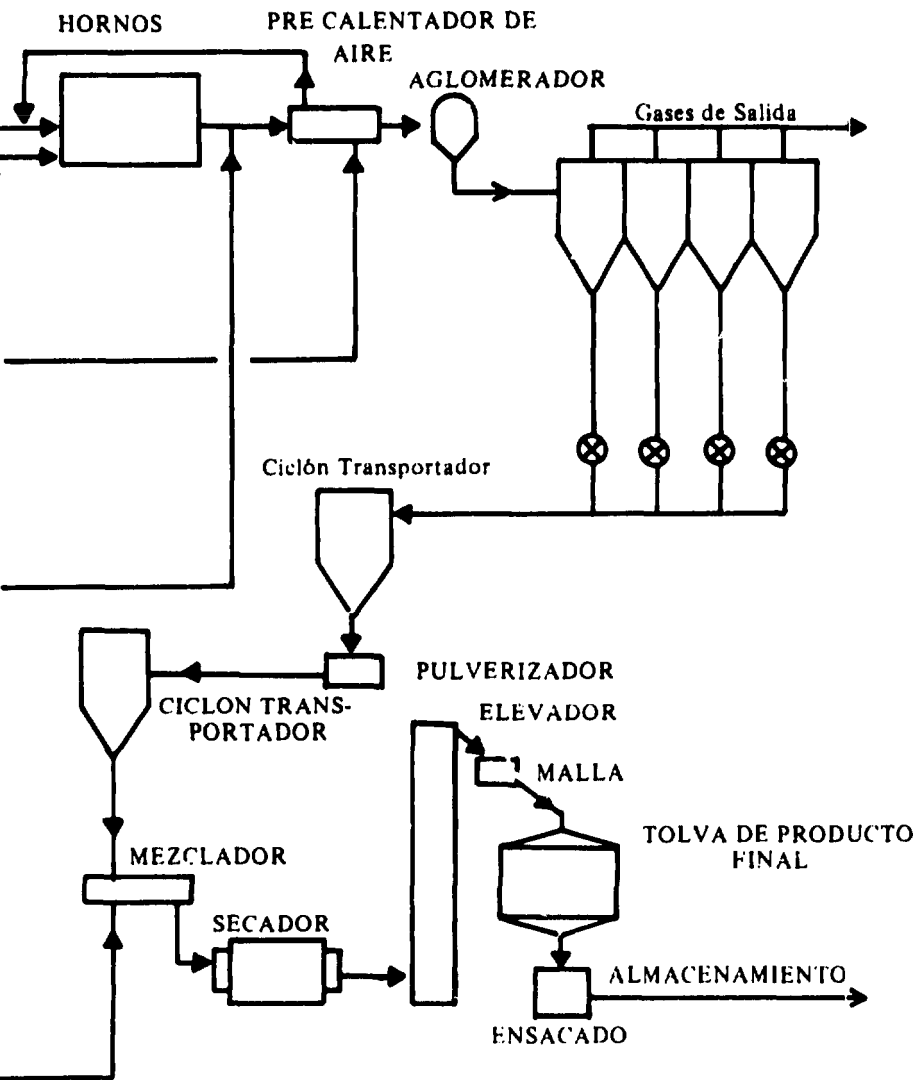 HORNOS
PRE CALENTADOR DE
AIRE
AGLOMERADOR
Gases de Salida
Ciclón Transportador
PULVERIZADOR
CICLON TRANS-
PORTADOR
ELEVADOR
MALLA
TOLVA DE PRODUCTO
FINAL
MEZCLADOR
SECADOR
ALMACENAMIENTO
ENSACADO